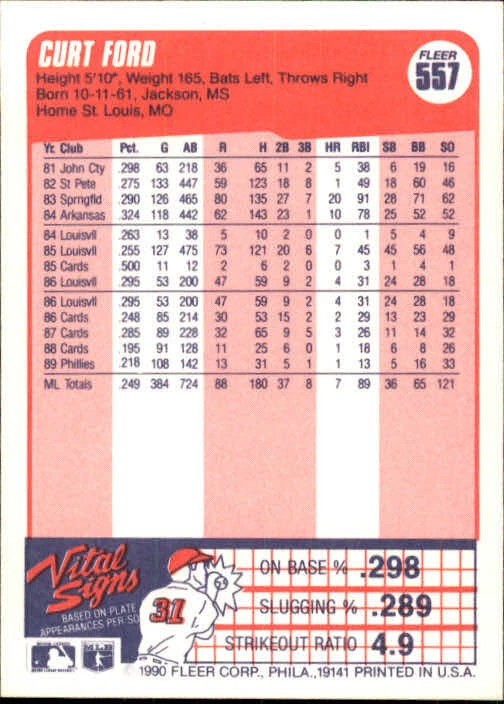 CURT FORD
FLEER
557
Height 5'10", Weight 165, Bats Left, Throws Right
Born 10-11-61, Jackson, MS
Home St. Louis, MO
Yr. Club Pct. G AB R H 2B 3B HR RBI SB BB SO
81 John Cty .298 63 218 36 65 11 2 5 38 6 19 16
82 St Pete .275 133 447 59 123 18 8 1 49 18 60 46
83 Sprngfld .290 126 465 80 135 27 7 20 91 28 71 62
84 Arkansas .324 118 442 62 143 23 1 10 78 25 52 52
84 Louisvll .263 13 38 5 10 2 0 0 1 5 4 9
85 Louisvll .255 127 475 73 121 20 6 7 45 45 56 48
85 Cards .500 11 12 2 6 2 0 0 3 1 4 1
86 Louisvll .295 53 200 47 59 9 2 4 31 24 28 18
86 Louisvll .295 53 200 47 59 9 2 4 31 24 28 18
86 Cards .248 85 214 30 53 15 2 2 29 13 23 29
87 Cards .285 89 228 32 65 9 5 3 26 11 14 32
88 Cards .195 91 128 11 25 6 0 1 18 6 8 26
89 Phillies .218 108 142 13 31 5 1 1 13 5 16 33
ML Totals .249 384 724 88 180 37 8 7 89 36 65 121
Vital Signs
BASED ON PLATE
APPEARANCES PER SO
31
ON BASE % .298
SLUGGING % .289
STRIKEOUT RATIO 4.9
MLB
1990 FLEER CORP., PHILA.,19141 PRINTED IN U.S.A.